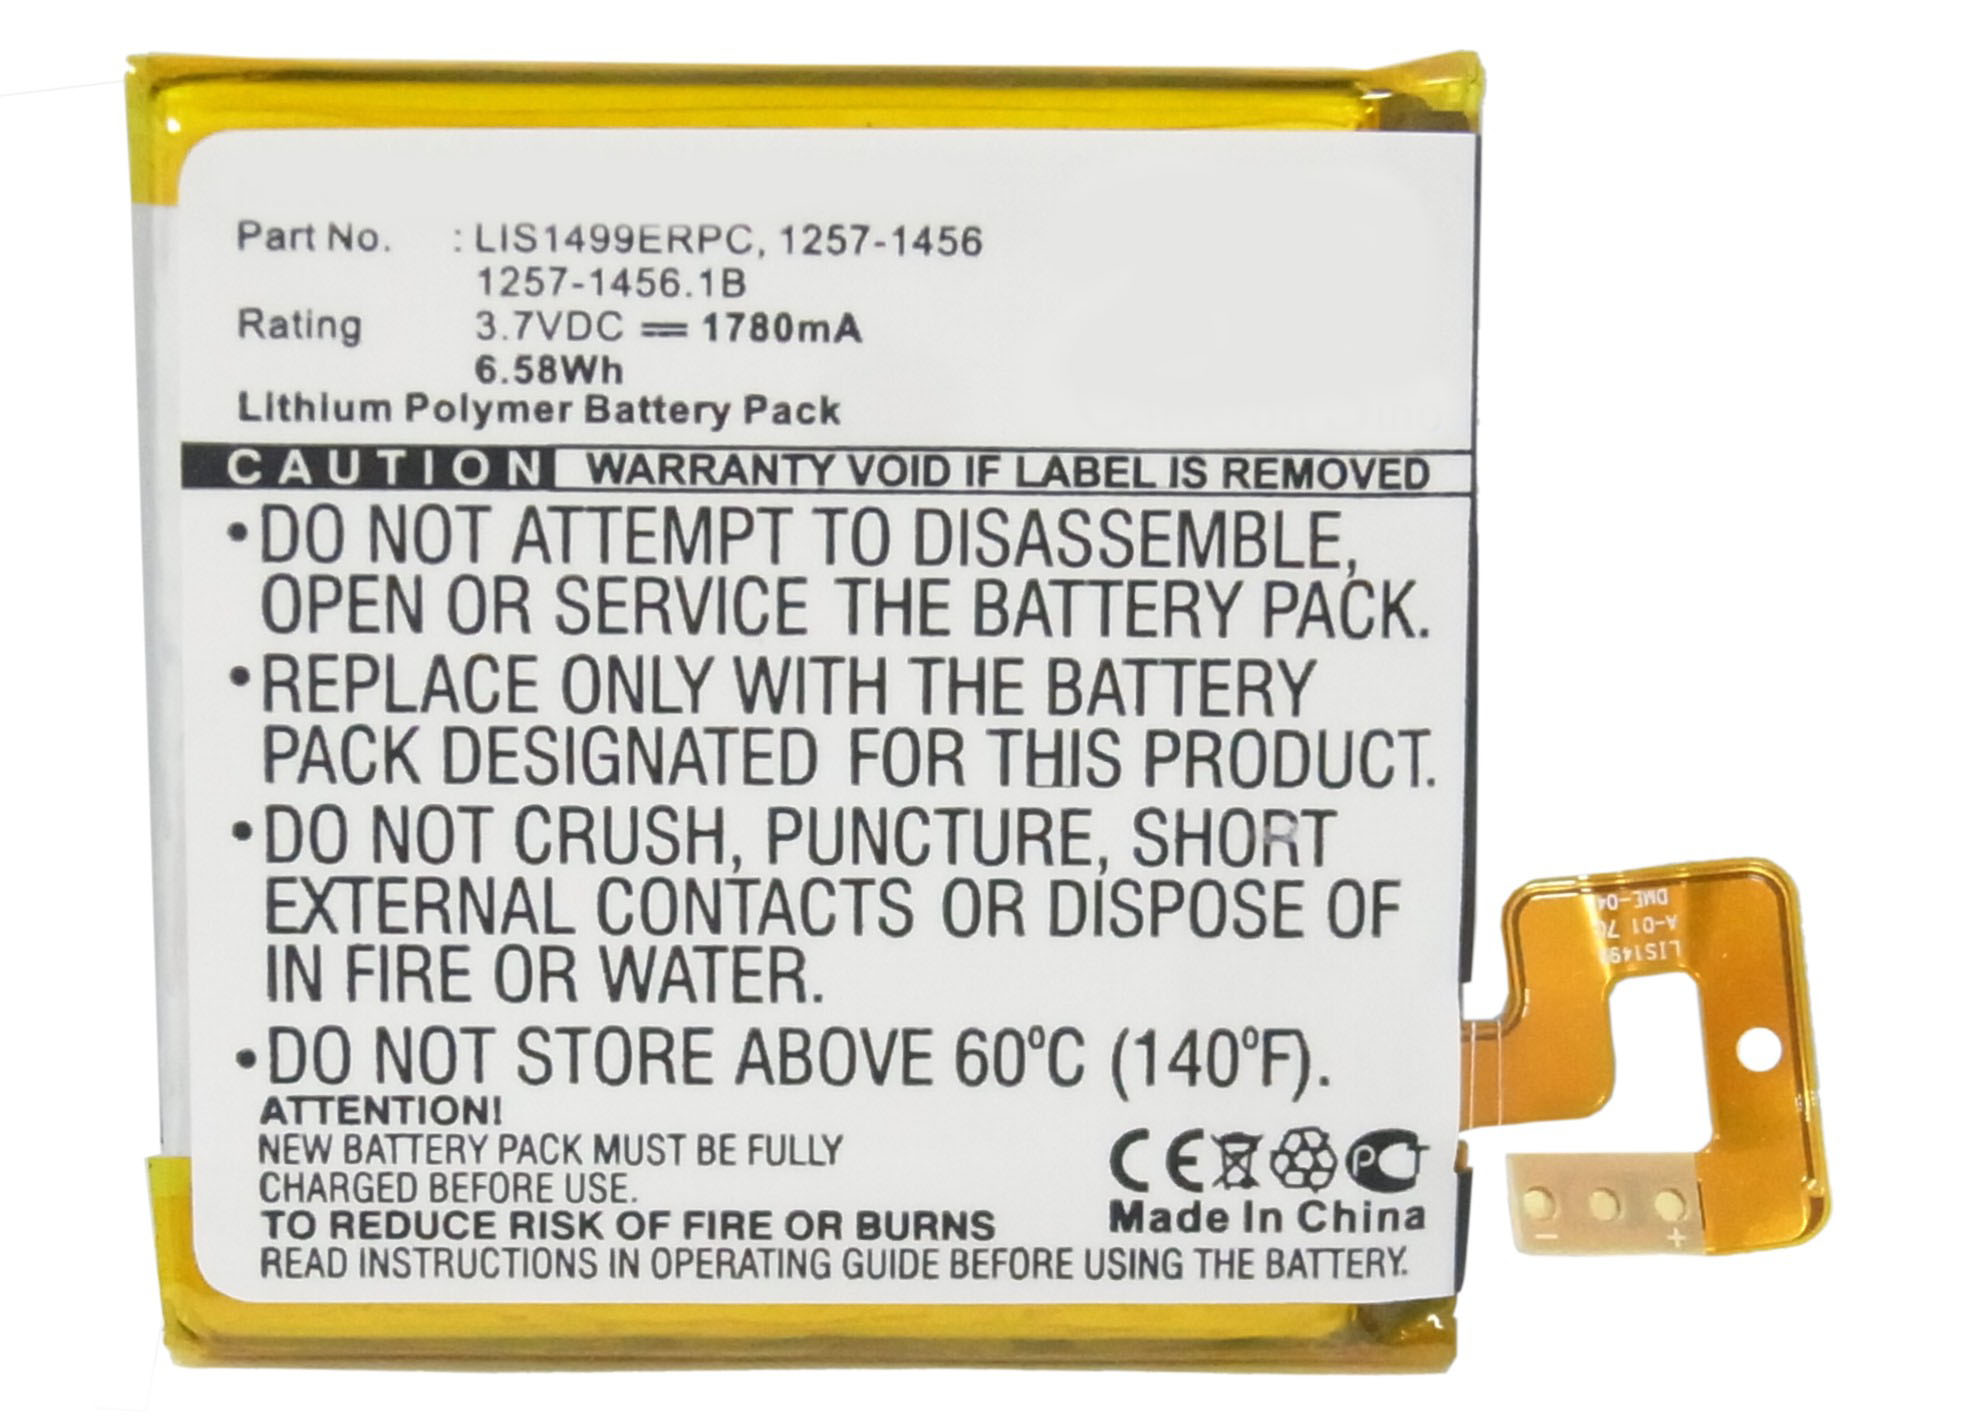 Part No. : LIS1499ERPC, 1257-1456
1257-1456.1B
Rating 3.7VDC ⎓ 1780mA
6.58Wh
Lithium Polymer Battery Pack
CAUTION WARRANTY VOID IF LABEL IS REMOVED
•DO NOT ATTEMPT TO DISASSEMBLE,
OPEN OR SERVICE THE BATTERY PACK.
•REPLACE ONLY WITH THE BATTERY
PACK DESIGNATED FOR THIS PRODUCT.
•DO NOT CRUSH, PUNCTURE, SHORT
EXTERNAL CONTACTS OR DISPOSE OF
IN FIRE OR WATER.
•DO NOT STORE ABOVE 60ºC (140ºF).
ATTENTION!
NEW BATTERY PACK MUST BE FULLY
CHARGED BEFORE USE.
TO REDUCE RISK OF FIRE OR BURNS
READ INSTRUCTIONS IN OPERATING GUIDE BEFORE USING THE BATTERY.
CE PC
Made In China
A-01
- +